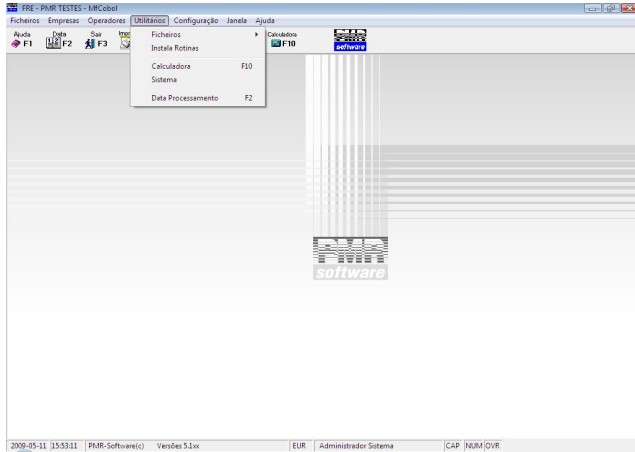 FRE - PMR TESTES - MfCobol
Ficheiros Empresas Operadores Utilitários Configuração Janela Ajuda
Ajuda Data Sair Calculadora
F1 F2 F3 F10
software
Ficheiros
Instala Rotinas
Calculadora F10
Sistema
Data Processamento F2
PMR
software
2009-05-11 15:53:11 PMR-Software(c) Versões 5.1xx EUR Administrador Sistema CAP NUM OVR